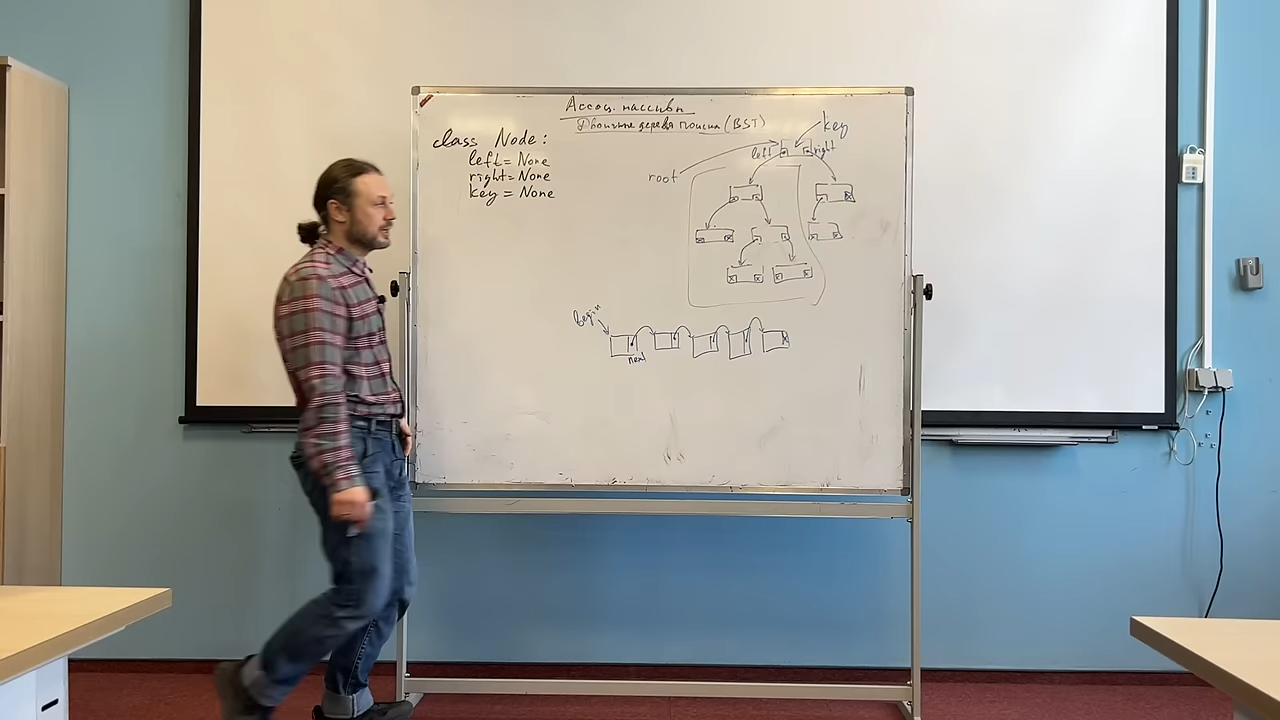 Ассоц. массивы
Двоичные деревья поиска (BST)
class Node:
left = None
right = None
key = None
key
left
right
root
Begin
next